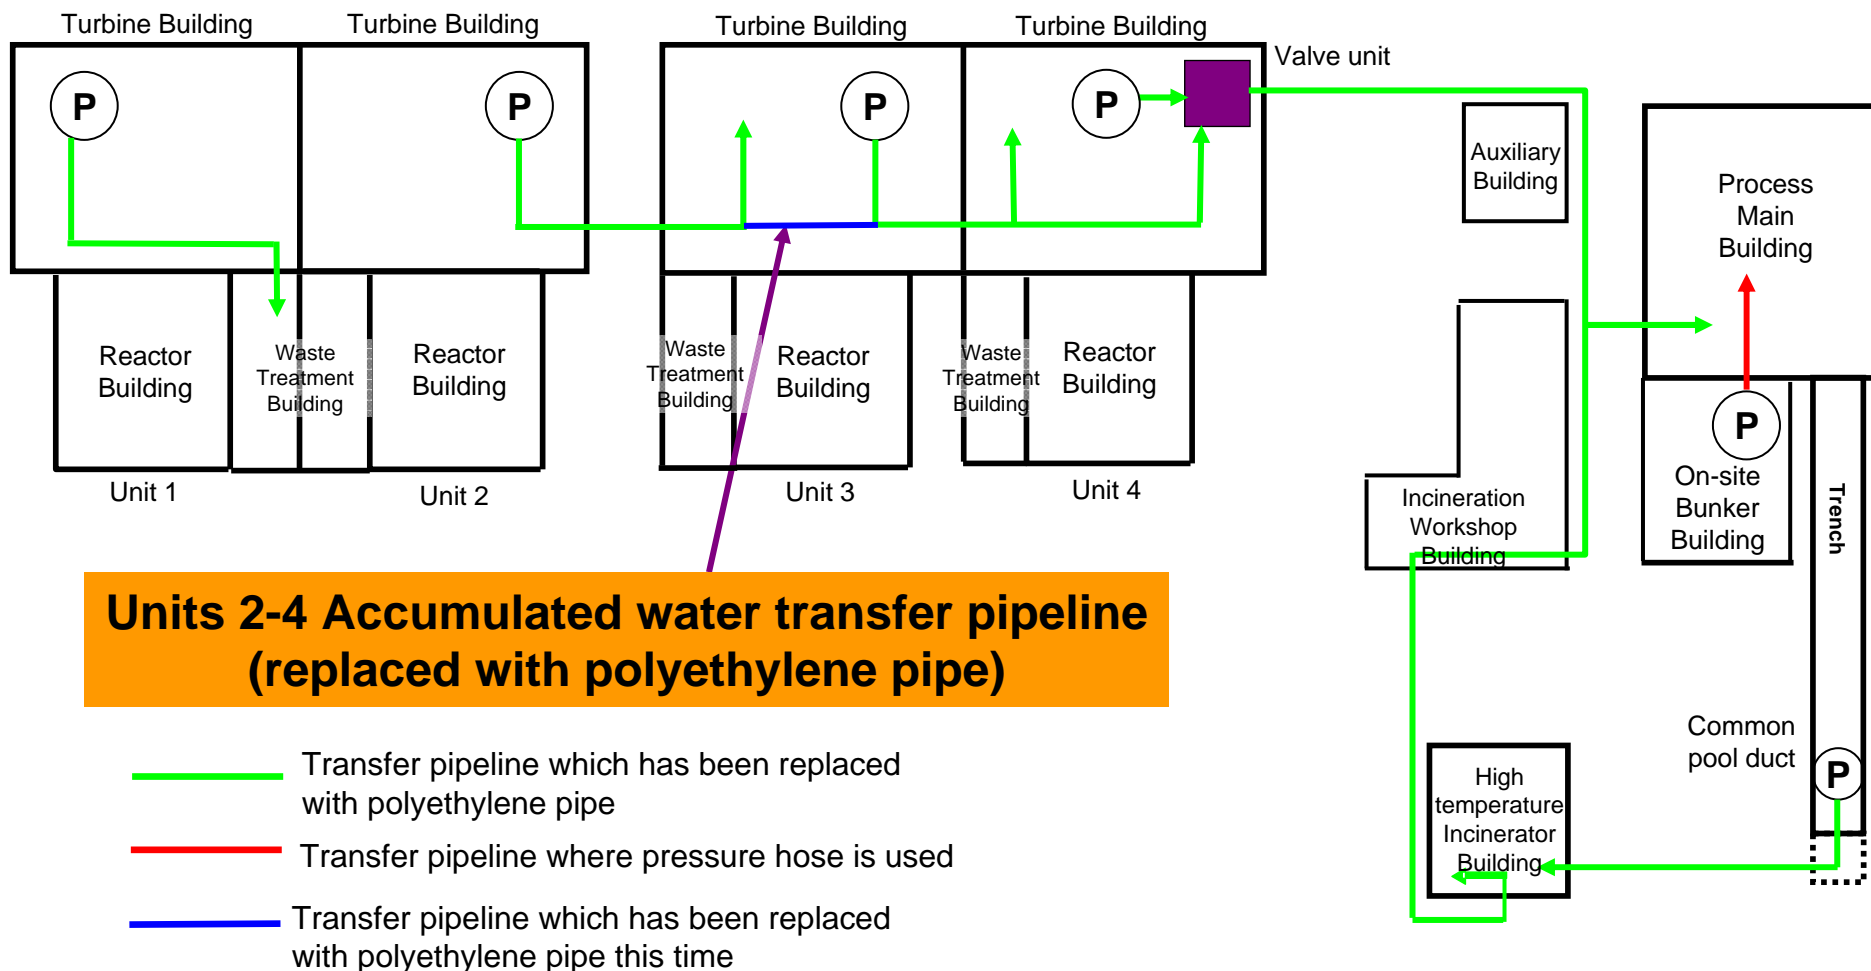 Turbine Building
Turbine Building
Turbine Building
Turbine Building
Valve unit
P
P
P
P
Auxiliary
Building
Process
Main
Building
Reactor
Building
Waste
Treatment
Building
Reactor
Building
Waste
Treatment
Building
Reactor
Building
Waste
Treatment
Building
Reactor
Building
P
On-site
Bunker
Building
Trench
Incineration
Workshop
Building
Unit 1
Unit 2
Unit 3
Unit 4
Units 2-4 Accumulated water transfer pipeline
(replaced with polyethylene pipe)
Common
pool duct
P
High
temperature
Incinerator
Building
Transfer pipeline which has been replaced
with polyethylene pipe
Transfer pipeline where pressure hose is used
Transfer pipeline which has been replaced
with polyethylene pipe this time